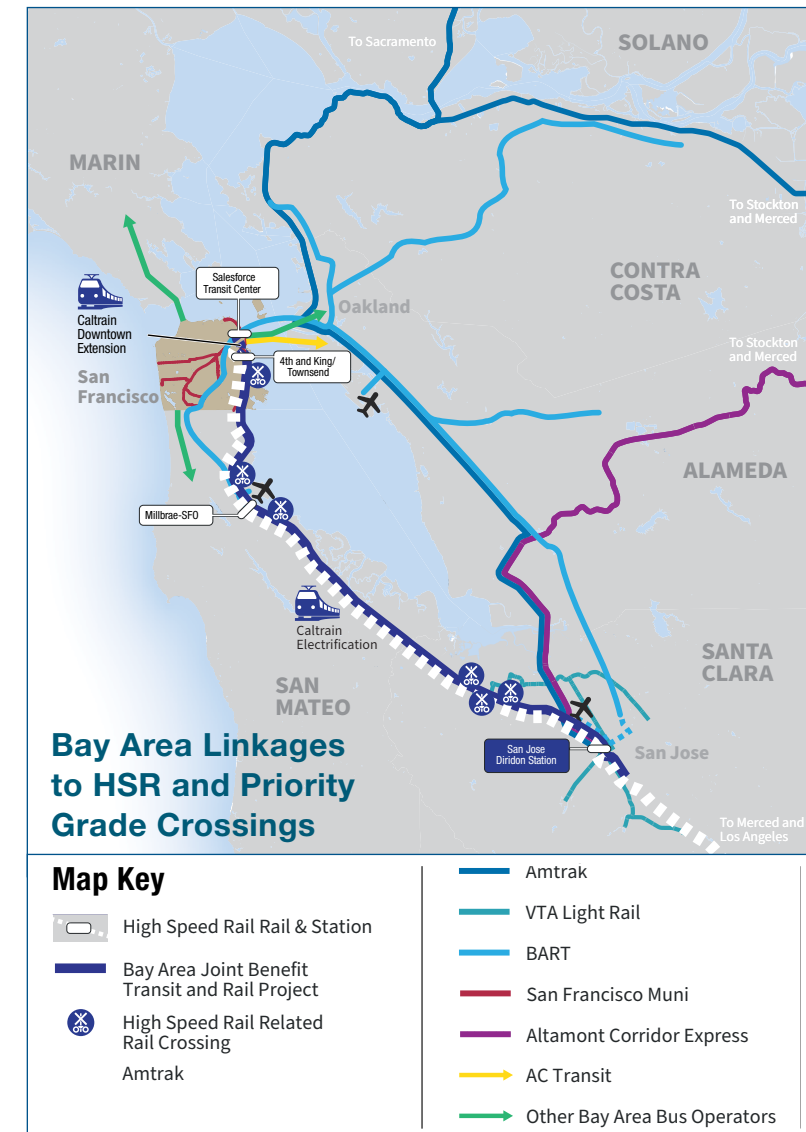 To Sacramento
SOLANO
MARIN
To Stockton
and Merced
CONTRA
COSTA
Salesforce
Transit Center
Oakland
Caltrain
Downtown
Extension
4th and King/
Townsend
To Stockton
and Merced
San
Francisco
ALAMEDA
Millbrae-SFO
Caltrain
Electrification
SANTA
CLARA
SAN
MATEO
San Jose
Diridon Station
San Jose
To Merced and
Los Angeles
Bay Area Linkages
to HSR and Priority
Grade Crossings
Map Key
High Speed Rail Rail & Station
Bay Area Joint Benefit
Transit and Rail Project
High Speed Rail Related
Rail Crossing
Amtrak
Amtrak
VTA Light Rail
BART
San Francisco Muni
Altamont Corridor Express
AC Transit
Other Bay Area Bus Operators